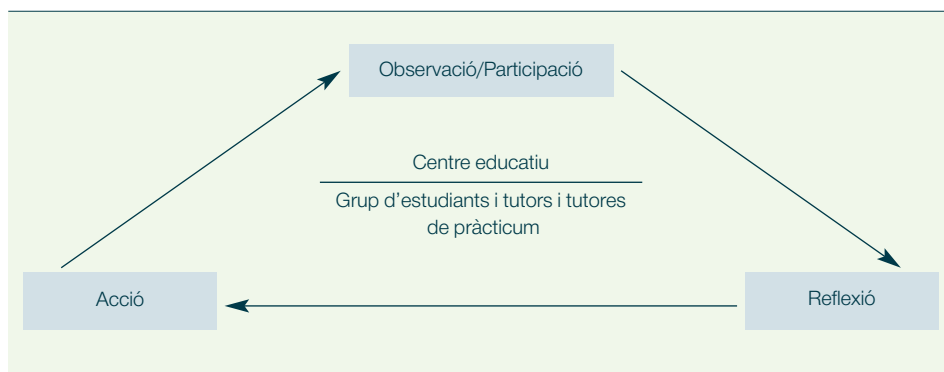 Observació/Participació
Centre educatiu
Grup d’estudiants i tutors i tutores
de pràcticum
Acció
Reflexió